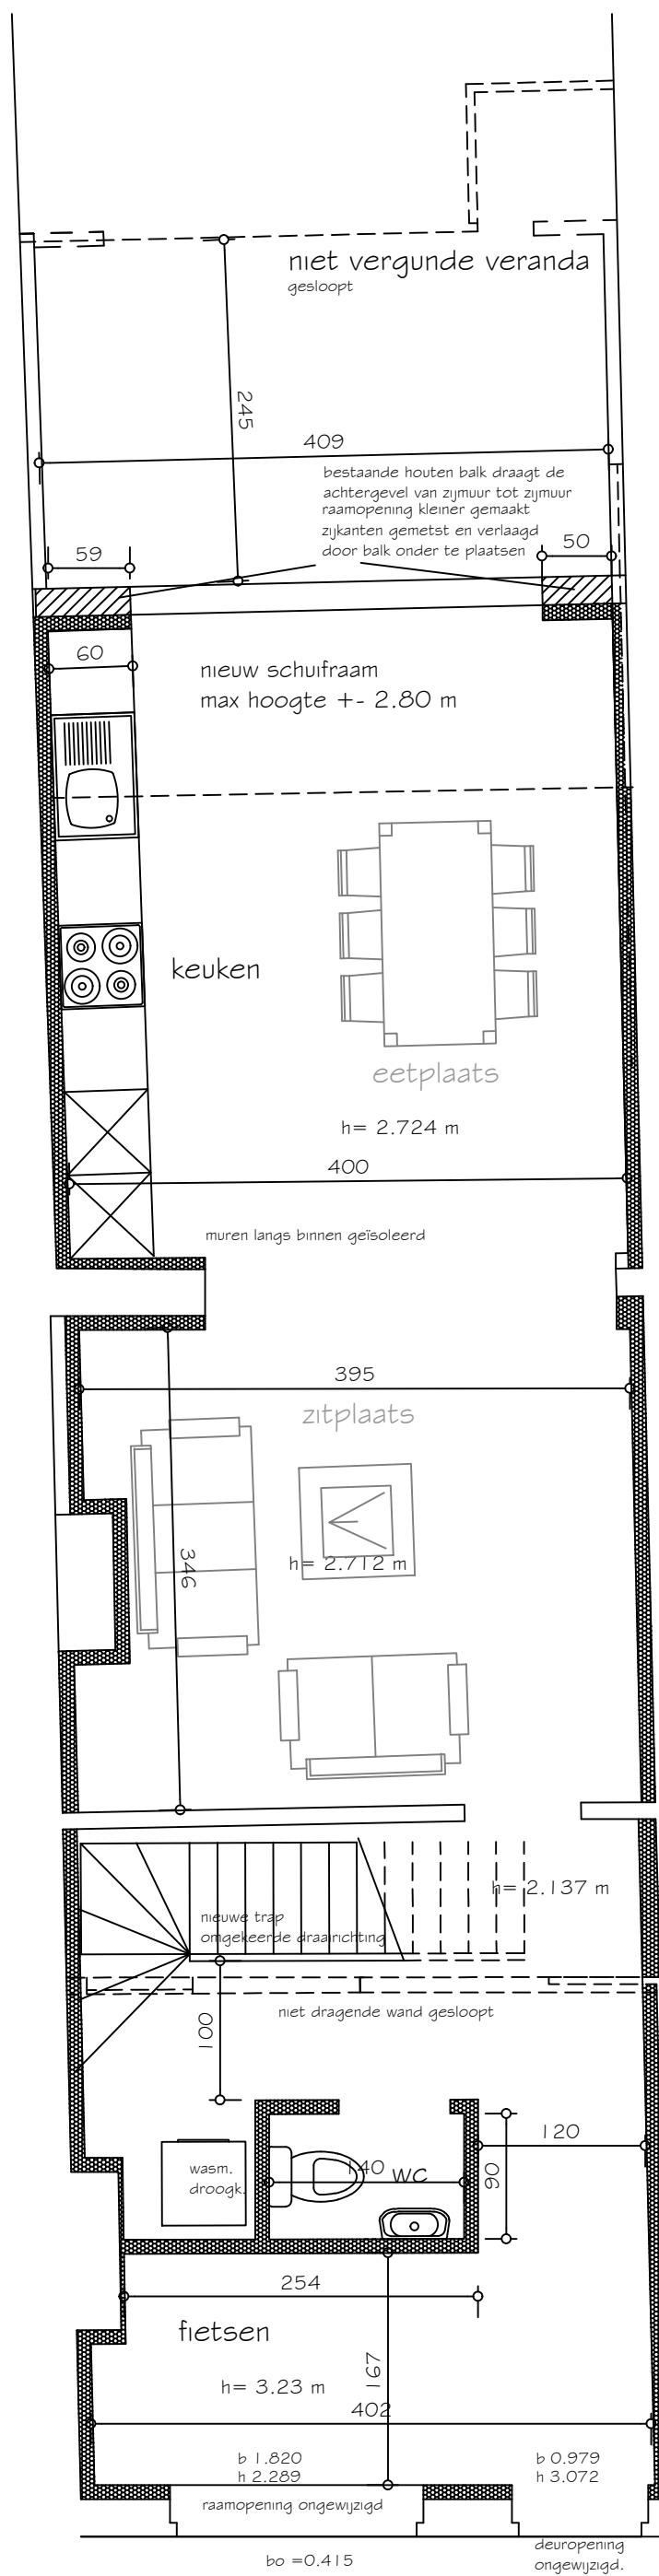 niet vergunde veranda
gesloopt
245
409
bestaande houten balk draagt de
achtergevel van zijmuur tot zijmuur
raamopening kleiner gemaakt
zijkanten gemetst en verlaagd
door balk onder te plaatsen
59
50
60
nieuw schuifraam
max hoogte +- 2.80 m
keuken
eetplaats
h= 2.724 m
400
muren langs binnen geïsoleerd
395
zitplaats
346
h= 2.712 m
h= 2.137 m
nieuwe trap
omgekeerde draairichting
niet dragende wand gesloopt
100
120
wasm.
droogk.
140
WC
90
254
fietsen
167
h= 3.23 m
402
b 1.820
h 2.289
b 0.979
h 3.072
raamopening ongewijzigd
deuropening
ongewijzigd.
bo =0.415